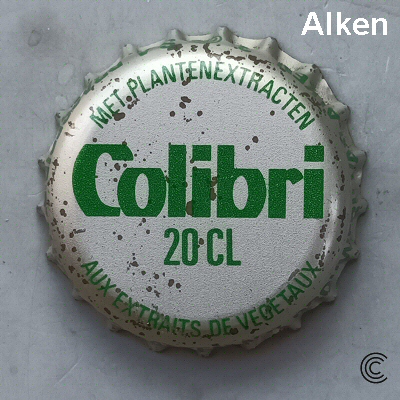 Alken
MET PLANTENEXTRACTEN
Colibri
20 CL
AUX EXTRAITS DE VEGETAUX